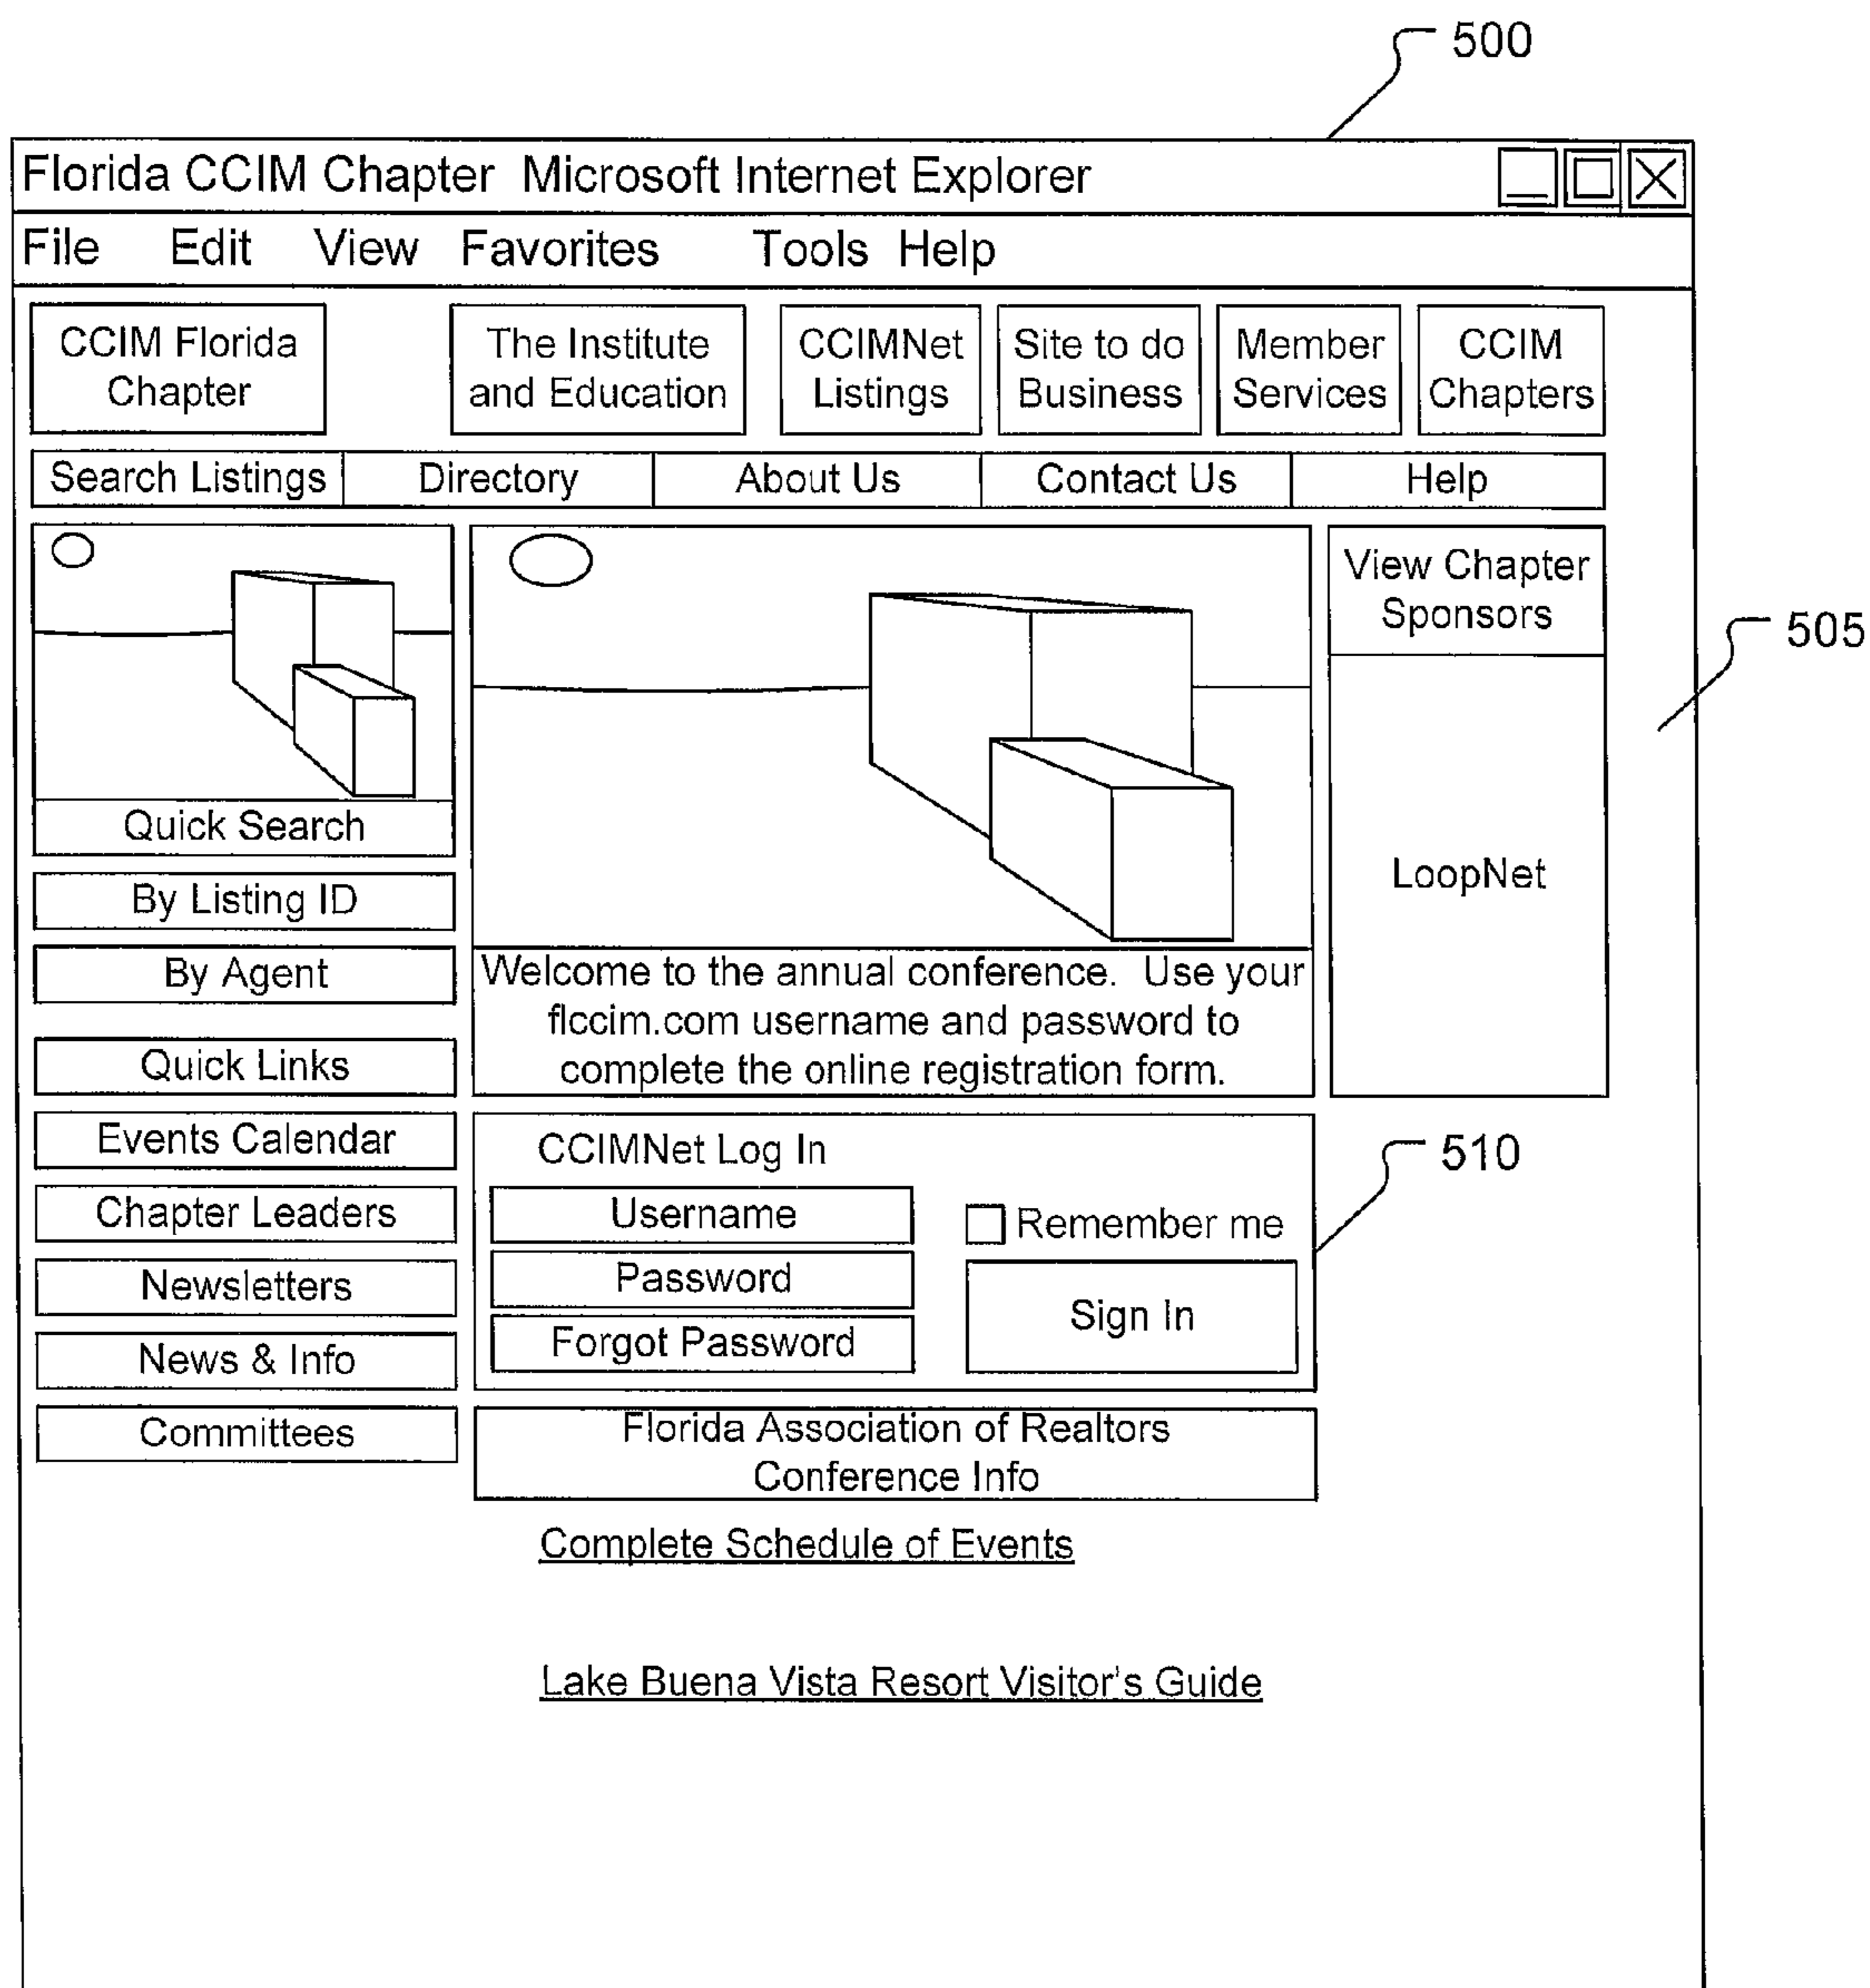 500
Florida CCIM Chapter Microsoft Internet Explorer
File Edit View Favorites Tools Help
CCIM Florida
Chapter
The Institute
and Education
CCIMNet
Listings
Site to do
Business
Member
Services
CCIM
Chapters
Search Listings
Directory
About Us
Contact Us
Help
View Chapter
Sponsors
505
LoopNet
Quick Search
By Listing ID
By Agent
Welcome to the annual conference. Use your
flccim.com username and password to
complete the online registration form.
Quick Links
Events Calendar
Chapter Leaders
Newsletters
News & Info
Committees
CCIMNet Log In
510
Username
Remember me
Password
Sign In
Forgot Password
Florida Association of Realtors
Conference Info
Complete Schedule of Events
Lake Buena Vista Resort Visitor's Guide